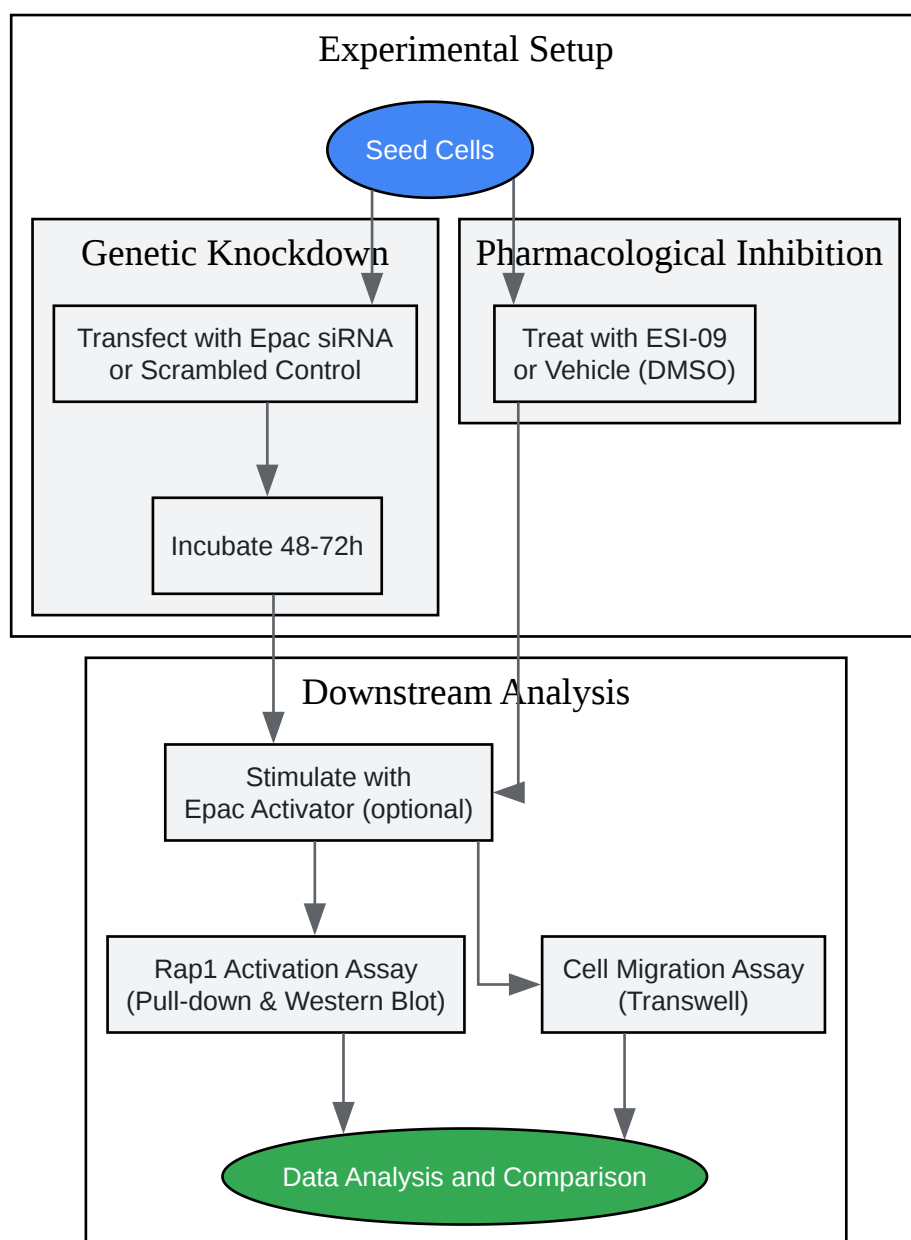 Experimental Setup
Seed Cells
Genetic Knockdown
Pharmacological Inhibition
Transfect with Epac siRNA
or Scrambled Control
Treat with ESI-09
or Vehicle (DMSO)
Incubate 48-72h
Downstream Analysis
Stimulate with
Epac Activator (optional)
Rap1 Activation Assay
(Pull-down & Western Blot)
Cell Migration Assay
(Transwell)
Data Analysis and Comparison